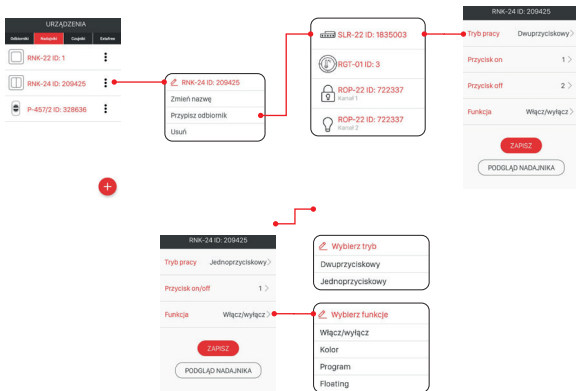 URZĄDZENIA
Odbiorniki Nadajniki Czujniki Extafree
RNK-22 ID: 1
RNK-24 ID: 209425
P-457/2 ID: 328636
RNK-24 ID: 209425
Zmień nazwę
Przypisz odbiornik
Usuń
SLR-22 ID: 1835003
RGT-01 ID: 3
ROP-22 ID: 722337
Kanał 1
ROP-22 ID: 722337
Kanał 2
RNK-24 ID: 209425
Tryb pracy Dwuprzyciskowy
Przycisk on 1
Przycisk off 2
Funkcja Włącz/wyłącz
ZAPISZ
PODGLĄD NADAJNIKA
RNK-24 ID: 209425
Tryb pracy Jednoprzyciskowy
Przycisk on/off 1
Funkcja Włącz/wyłącz
ZAPISZ
PODGLĄD NADAJNIKA
Wybierz tryb
Dwuprzyciskowy
Jednoprzyciskowy
Wybierz funkcje
Włącz/wyłącz
Kolor
Program
Floating